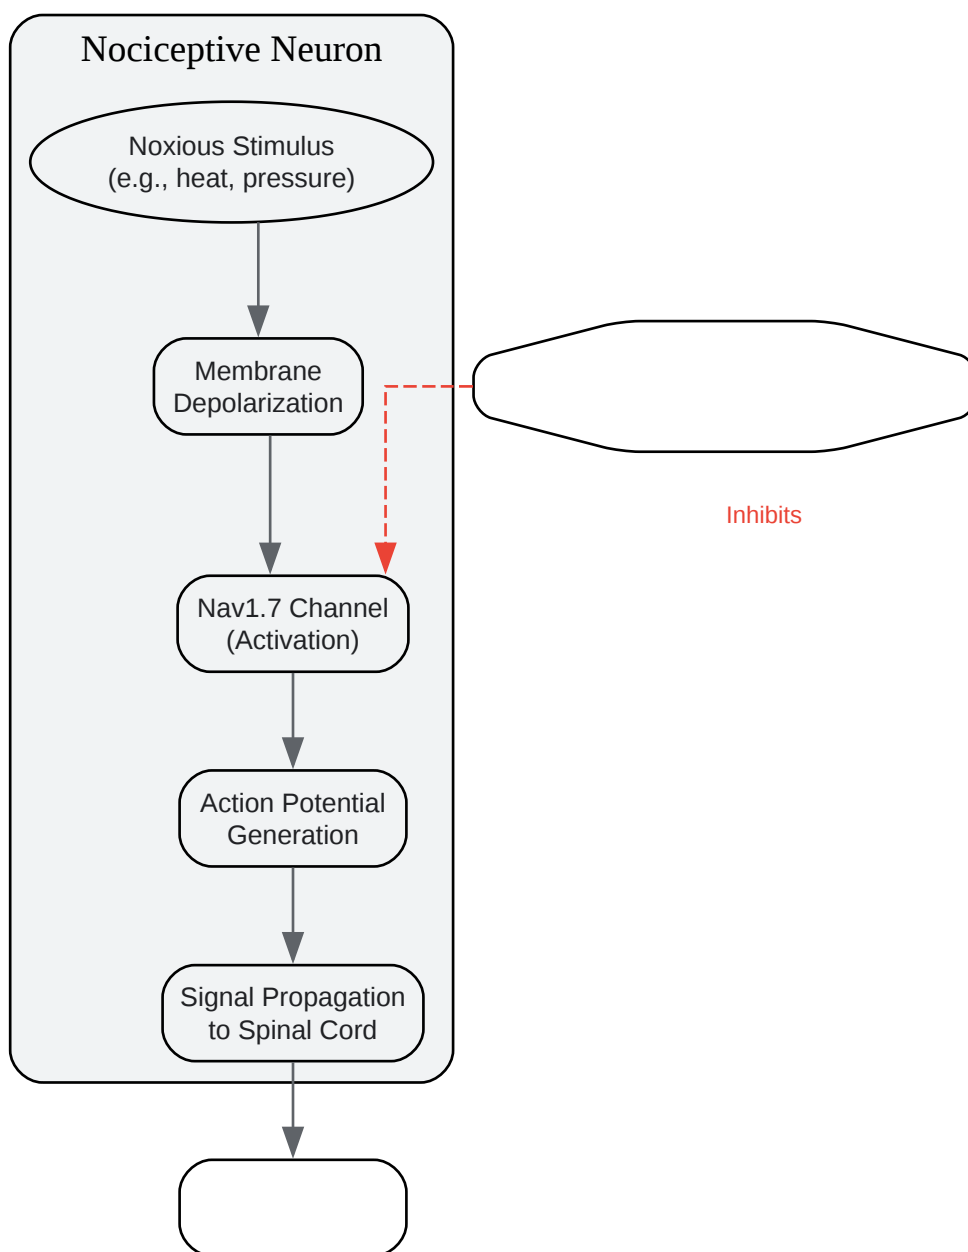 Nociceptive Neuron
Noxious Stimulus
(e.g., heat, pressure)
Membrane
Depolarization
Inhibits
Nav1.7 Channel
(Activation)
Action Potential
Generation
Signal Propagation
to Spinal Cord